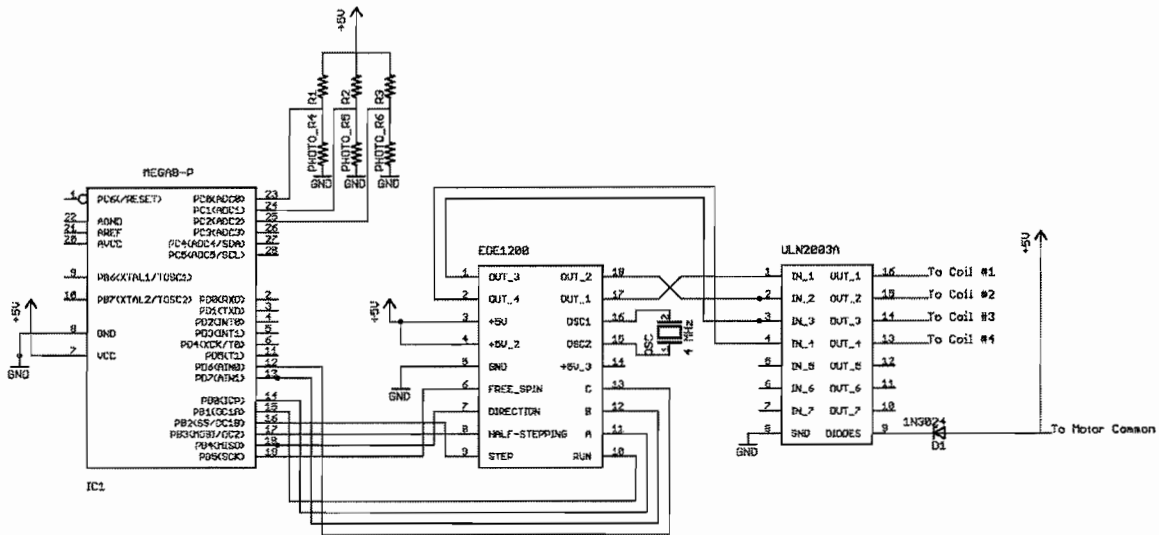 +5V
R1
R2
R3
PHOTO_R4
PHOTO_R5
PHOTO_R6
GND
GND
GND
MEGA8-P
1 PC6(/RESET) PC0(ADC0) 23
PC1(ADC1) 24
22 AGND PC2(ADC2) 25
21 AREF PC3(ADC3) 26
20 AVCC PC4(ADC4/SDA) 27
PC5(ADC5/SCL) 28
9 PB6(XTAL1/TOSC1)
10 PB7(XTAL2/TOSC2) PD0(RXD) 2
PD1(TXD) 3
PD2(INT0) 4
8 GND PD3(INT1) 5
PD4(XCK/T0) 6
7 VCC PD5(T1) 11
PD6(AIN0) 12
PD7(AIN1) 13
PB0(ICP) 14
PB1(OC1A) 15
PB2(SS/OC1B) 16
PB3(MOSI/OC2) 17
PB4(MISO) 18
PB5(SCK) 19
+5V
GND
IC1
EDE1200
1 OUT_3 OUT_2 18
2 OUT_4 OUT_1 17
3 +5V OSC1 16
4 +5V_2 OSC2 15
5 GND +5V_3 14
6 FREE_SPIN C 13
7 DIRECTION B 12
8 HALF-STEPPING A 11
9 STEP RUN 10
+5V
GND
OSC
2
1
4 MHz
ULN2003A
1 IN_1 OUT_1 16 To Coil #1
2 IN_2 OUT_2 15 To Coil #2
3 IN_3 OUT_3 14 To Coil #3
4 IN_4 OUT_4 13 To Coil #4
5 IN_5 OUT_5 12
6 IN_6 OUT_6 11
7 IN_7 OUT_7 10
8 GND DIODES 9
GND
1N3024
D1
+5V
To Motor Common